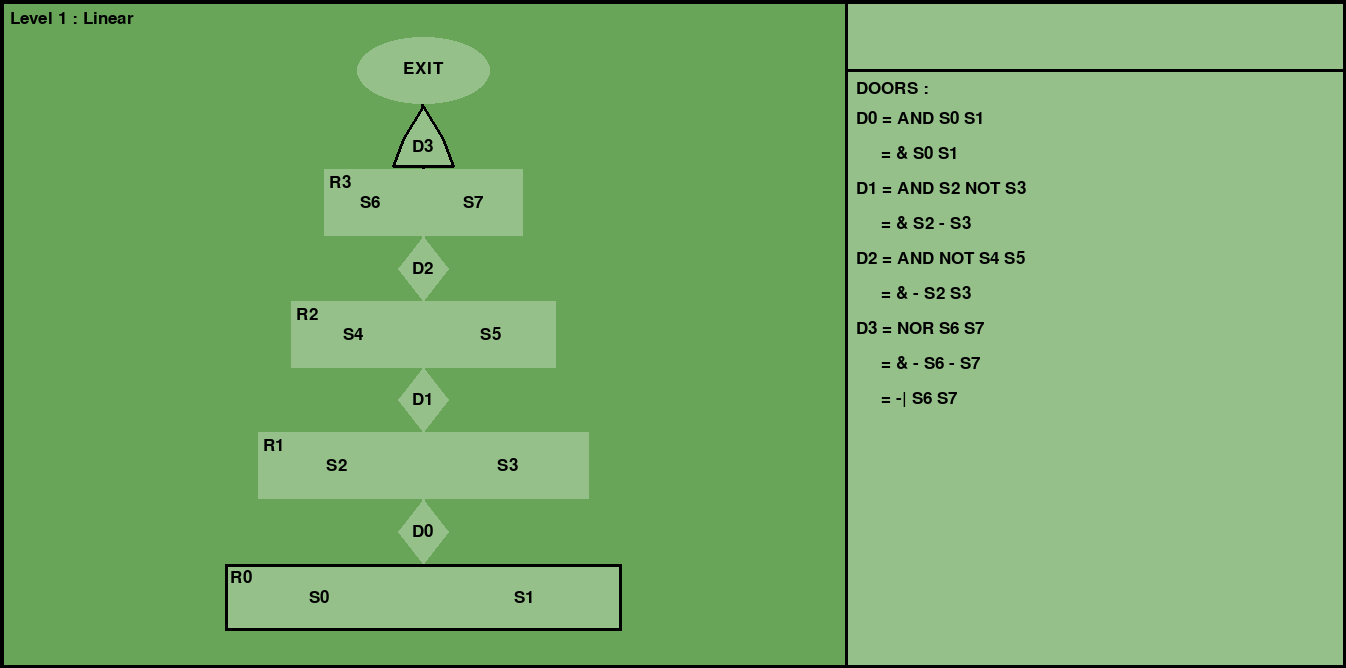 Level 1 : Linear
EXIT
D3
R3
S6 S7
D2
R2
S4 S5
D1
R1
S2 S3
D0
R0
S0 S1
DOORS :
D0 = AND S0 S1
= & S0 S1
D1 = AND S2 NOT S3
= & S2 - S3
D2 = AND NOT S4 S5
= & - S2 S3
D3 = NOR S6 S7
= & - S6 - S7
= -| S6 S7